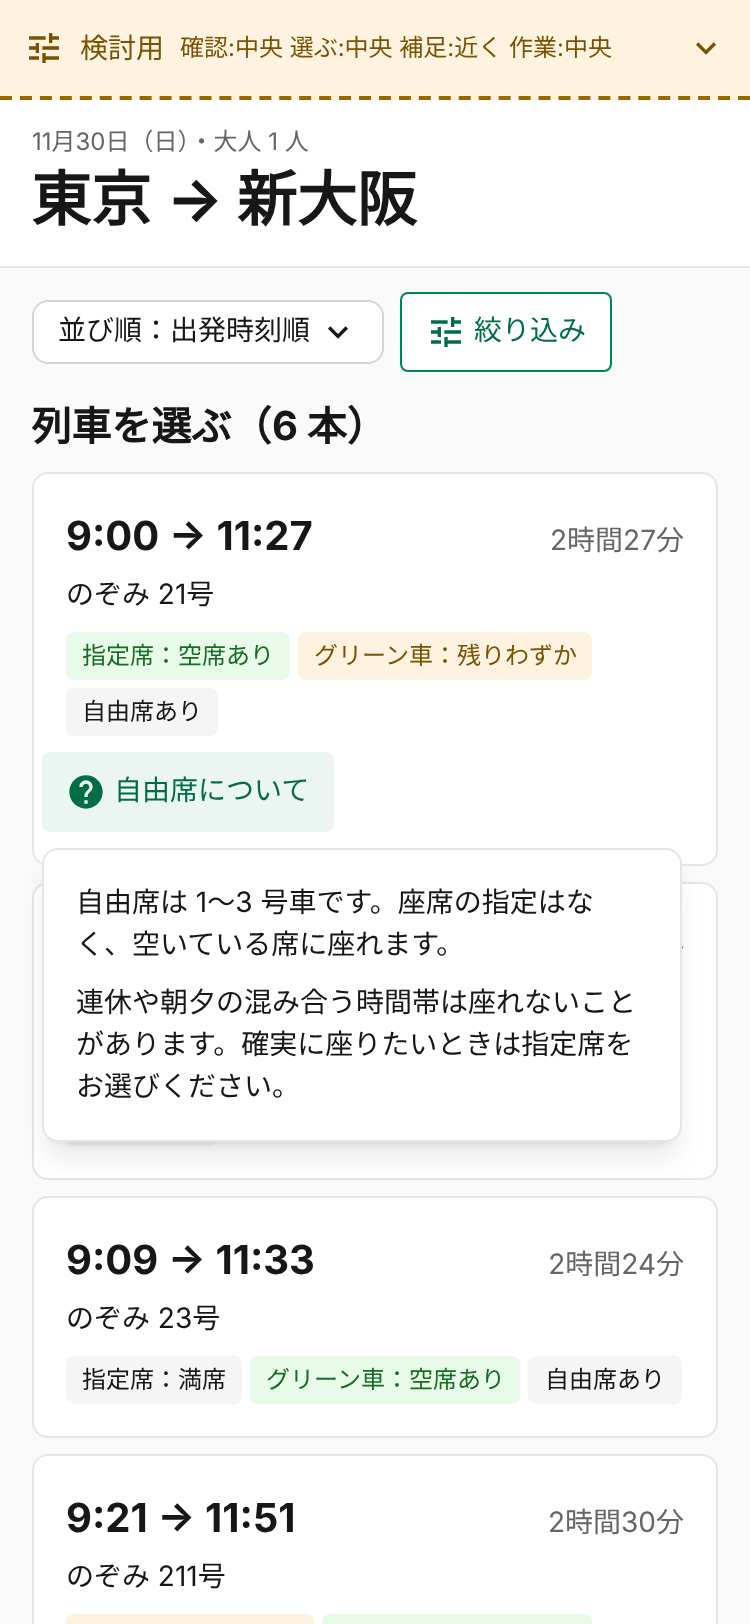 検討用 確認:中央 選ぶ:中央 補足:近く 作業:中央
11月30日（日）・大人 1 人
東京 → 新大阪
並び順：出発時刻順 絞り込み
列車を選ぶ（6 本）
9:00 → 11:27 2時間27分
のぞみ 21号
指定席：空席あり グリーン車：残りわずか
自由席あり
自由席について
自由席は 1〜3 号車です。座席の指定はな
く、空いている席に座れます。
連休や朝夕の混み合う時間帯は座れないこと
があります。確実に座りたいときは指定席を
お選びください。
9:09 → 11:33 2時間24分
のぞみ 23号
指定席：満席 グリーン車：空席あり 自由席あり
9:21 → 11:51 2時間30分
のぞみ 211号